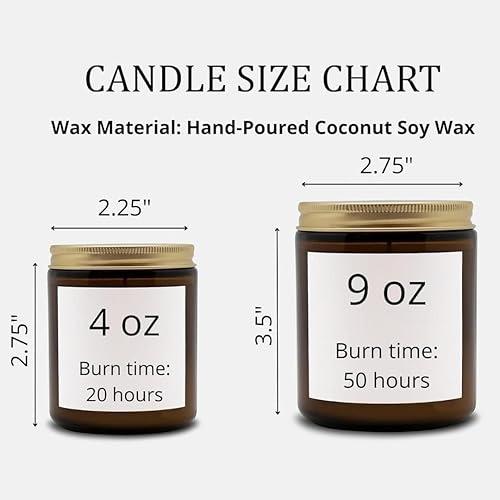 CANDLE SIZE CHART
Wax Material: Hand-Poured Coconut Soy Wax
2.25"
2.75"
4 oz
Burn time:
20 hours
2.75"
3.5"
9 oz
Burn time:
50 hours